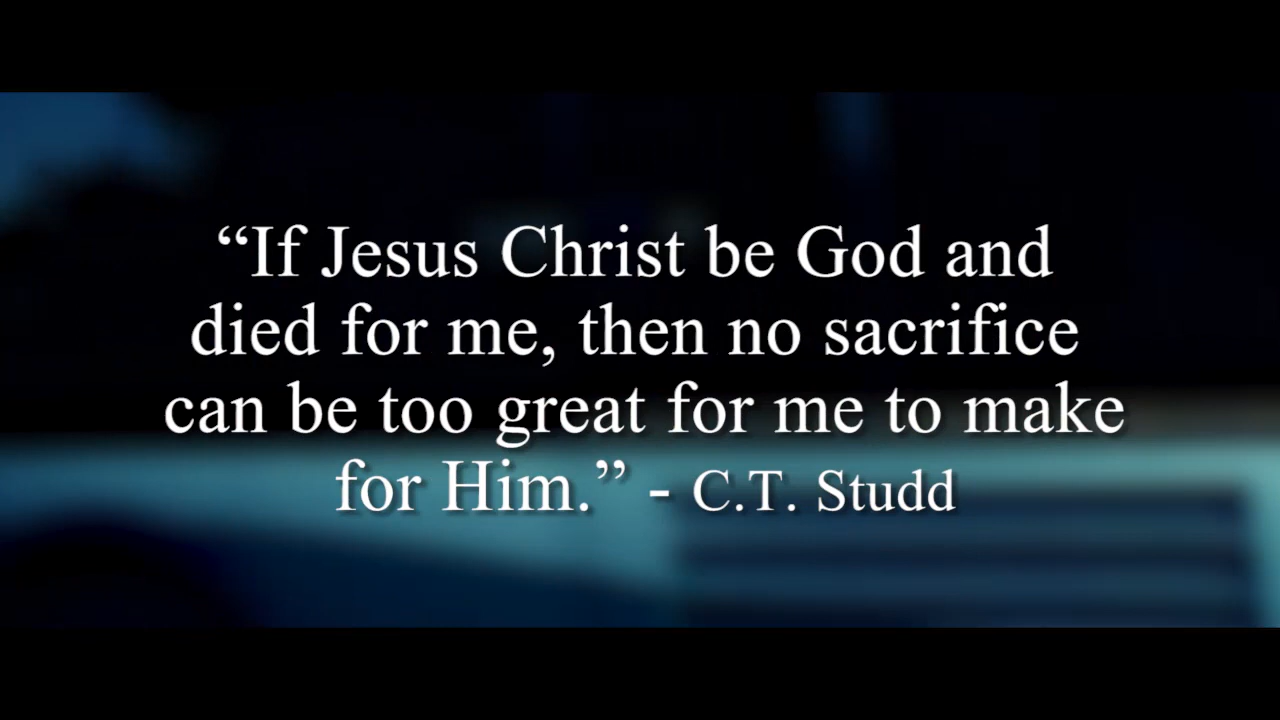 “If Jesus Christ be God and
died for me, then no sacrifice
can be too great for me to make
for Him.” - C.T. Studd